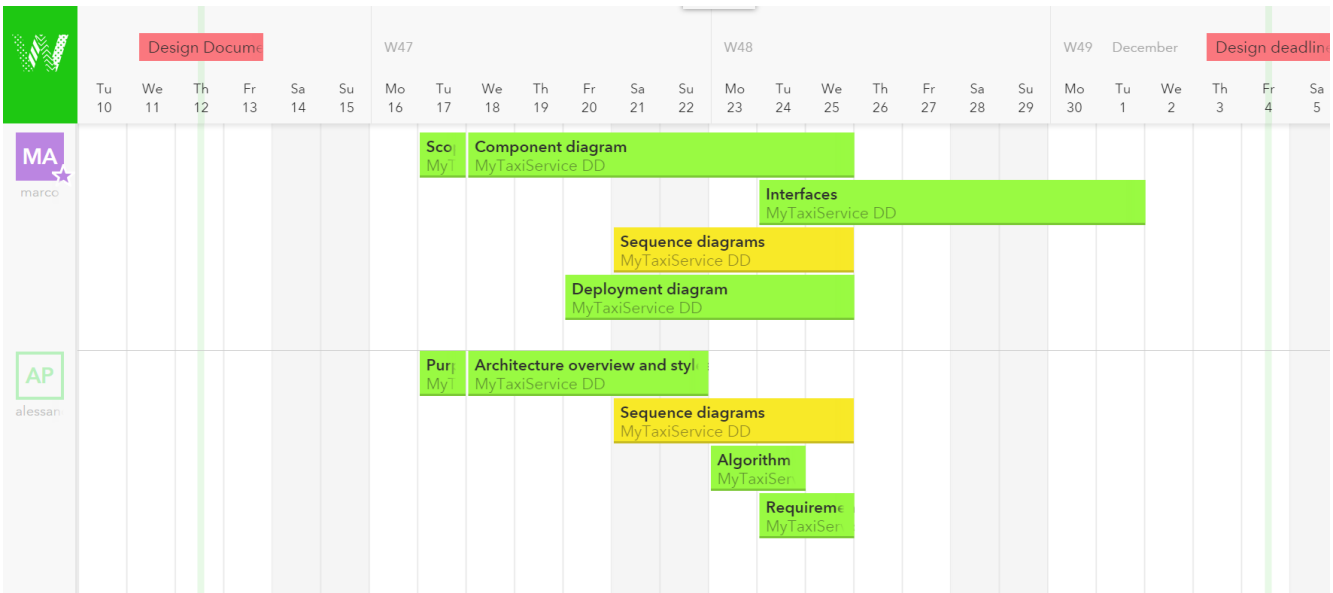 W
Design Docume
W47
W48
W49 December
Design deadlin
Tu We Th Fr Sa Su Mo Tu We Th Fr Sa Su Mo Tu We Th Fr Sa Su Mo Tu We Th Fr Sa
10 11 12 13 14 15 16 17 18 19 20 21 22 23 24 25 26 27 28 29 30 1 2 3 4 5
MA
marco
Scop
MyT
Component diagram
MyTaxiService DD
Interfaces
MyTaxiService DD
Sequence diagrams
MyTaxiService DD
Deployment diagram
MyTaxiService DD
AP
alessan
Purp
MyT
Architecture overview and style
MyTaxiService DD
Sequence diagrams
MyTaxiService DD
Algorithm
MyTaxiSer
Requireme
MyTaxiServ